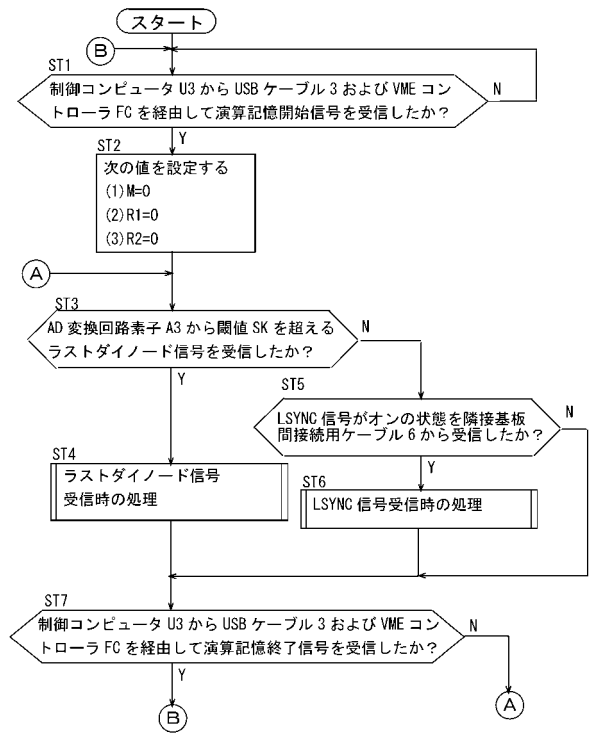 スタート
B
ST1
制御コンピュータ U3 から USB ケーブル 3 および VME コン
トローラ FC を経由して演算記憶開始信号を受信したか？
N
Y
ST2
次の値を設定する
(1)M=0
(2)R1=0
(3)R2=0
A
ST3
AD 変換回路素子 A3 から閾値 SK を超える
ラストダイノード信号を受信したか？
N
Y
ST5
LSYNC 信号がオンの状態を隣接基板
間接続用ケーブル 6 から受信したか？
N
Y
ST4
ラストダイノード信号
受信時の処理
ST6
LSYNC 信号受信時の処理
ST7
制御コンピュータ U3 から USB ケーブル 3 および VME コン
トローラ FC を経由して演算記憶終了信号を受信したか？
N
Y
B
A